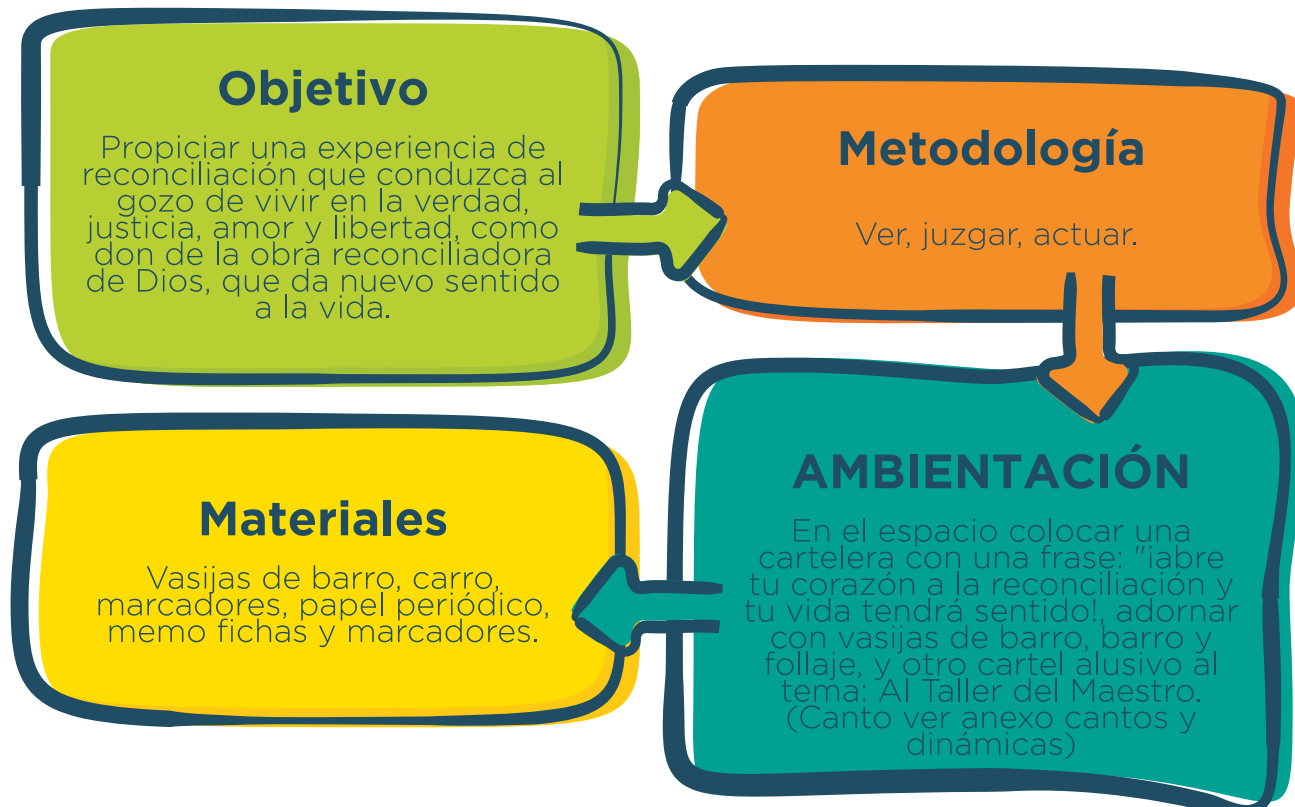 Objetivo
Propiciar una experiencia de
reconciliación que conduzca al
gozo de vivir en la verdad,
justicia, amor y libertad, como
don de la obra reconciliadora
de Dios, que da nuevo sentido
a la vida.
Metodología
Ver, juzgar, actuar.
AMBIENTACIÓN
En el espacio colocar una
cartelera con una frase: "¡abre
tu corazón a la reconciliación y
tu vida tendrá sentido!, adornar
con vasijas de barro, barro y
follaje, y otro cartel alusivo al
tema: Al Taller del Maestro.
(Canto ver anexo cantos y
dinámicas)
Materiales
Vasijas de barro, carro,
marcadores, papel periódico,
memo fichas y marcadores.